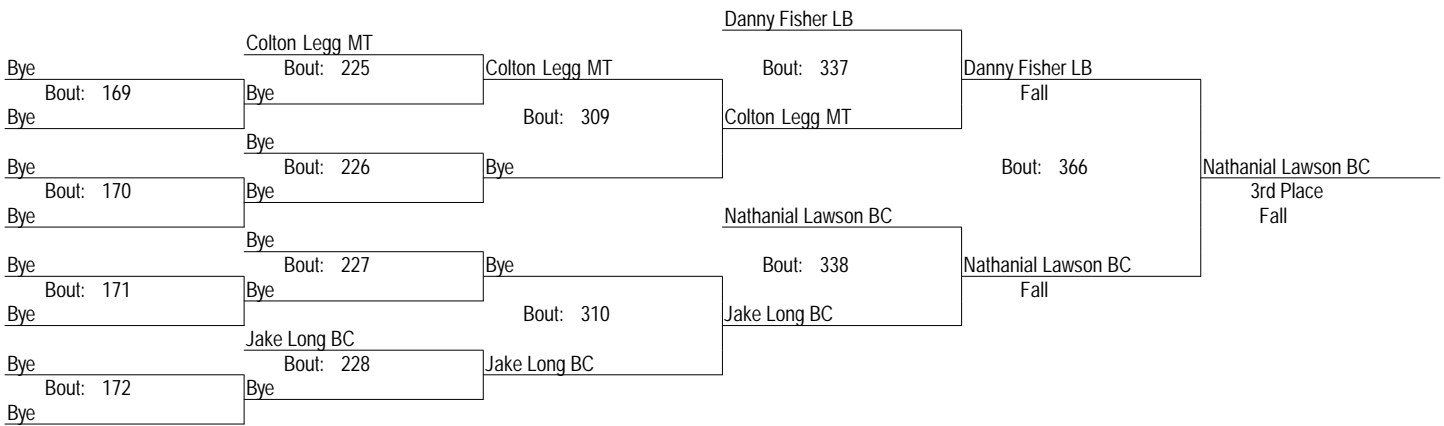 Danny Fisher LB
Colton Legg MT
Bye Bout: 225 Colton Legg MT Bout: 337 Danny Fisher LB
Bout: 169 Bye Fall
Bye Bout: 309 Colton Legg MT
Bye
Bye Bout: 226 Bye Bout: 366 Nathanial Lawson BC
Bout: 170 Bye 3rd Place
Bye Nathanial Lawson BC Fall
Bye
Bye Bout: 227 Bye Bout: 338 Nathanial Lawson BC
Bout: 171 Bye Fall
Bye Bout: 310 Jake Long BC
Jake Long BC
Bye Bout: 228 Jake Long BC
Bout: 172 Bye
Bye